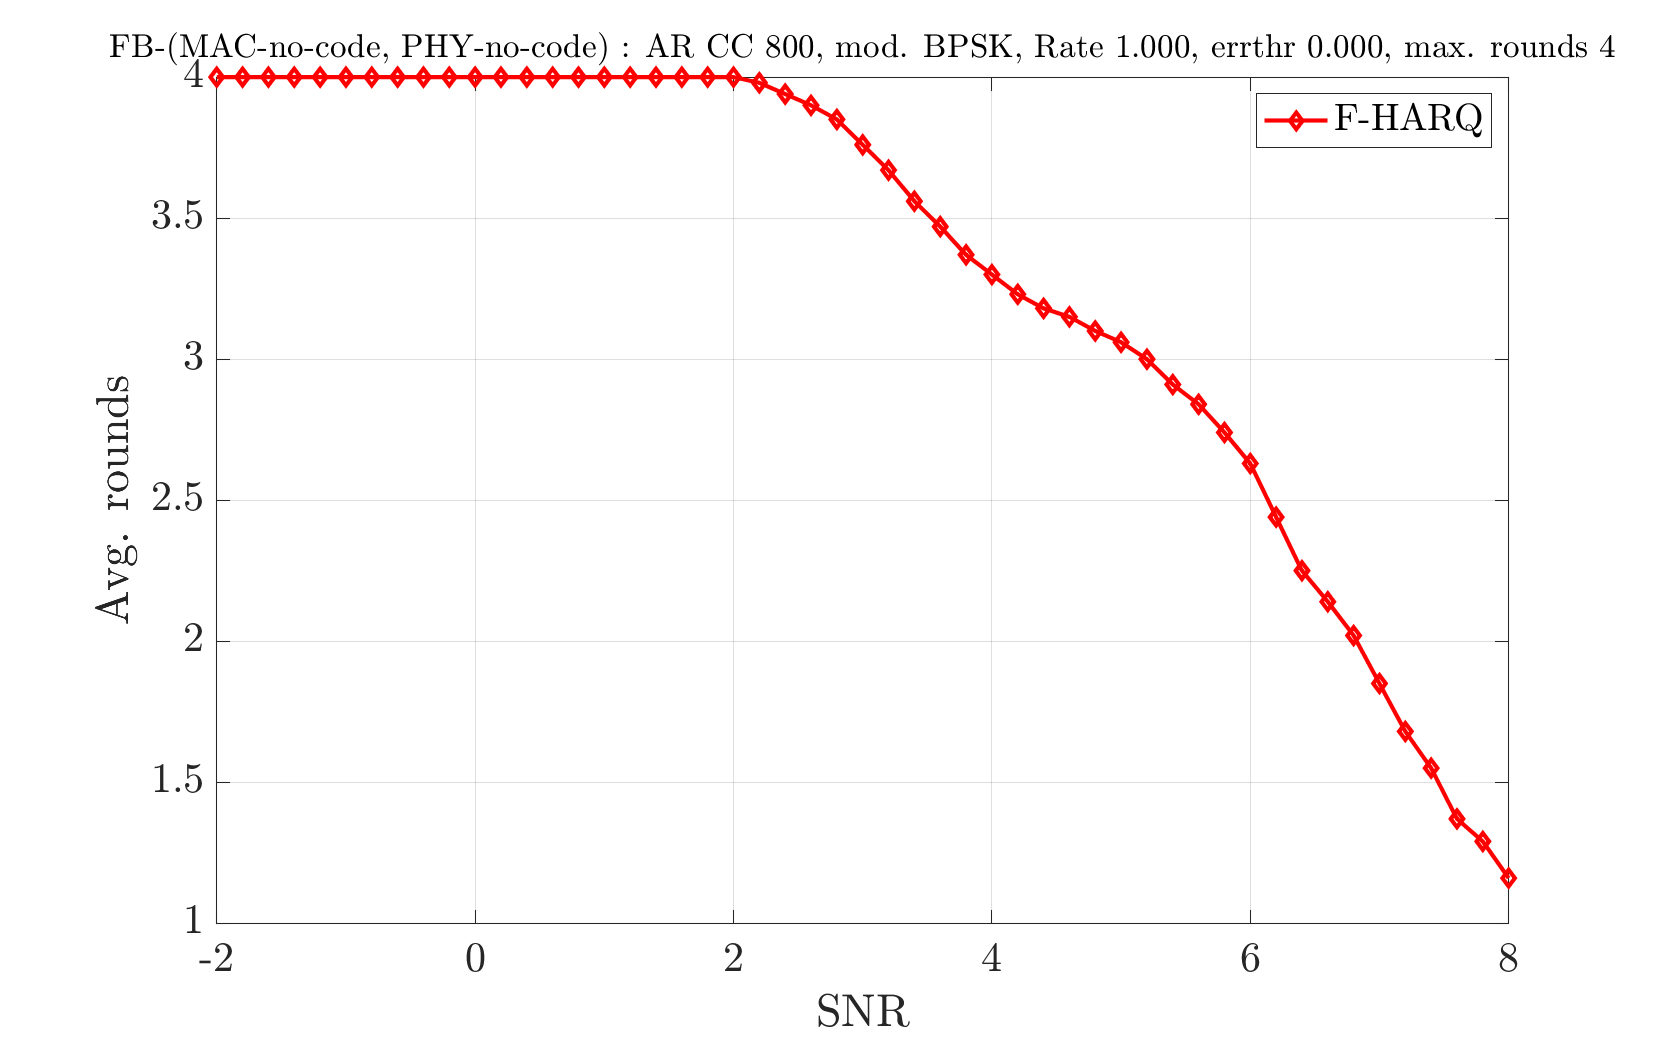 FB-(MAC-no-code, PHY-no-code) : AR CC 800, mod. BPSK, Rate 1.000, errthr 0.000, max. rounds 4
F-HARQ
4
3.5
3
2.5
2
1.5
1
Avg. rounds
-2 0 2 4 6 8
SNR